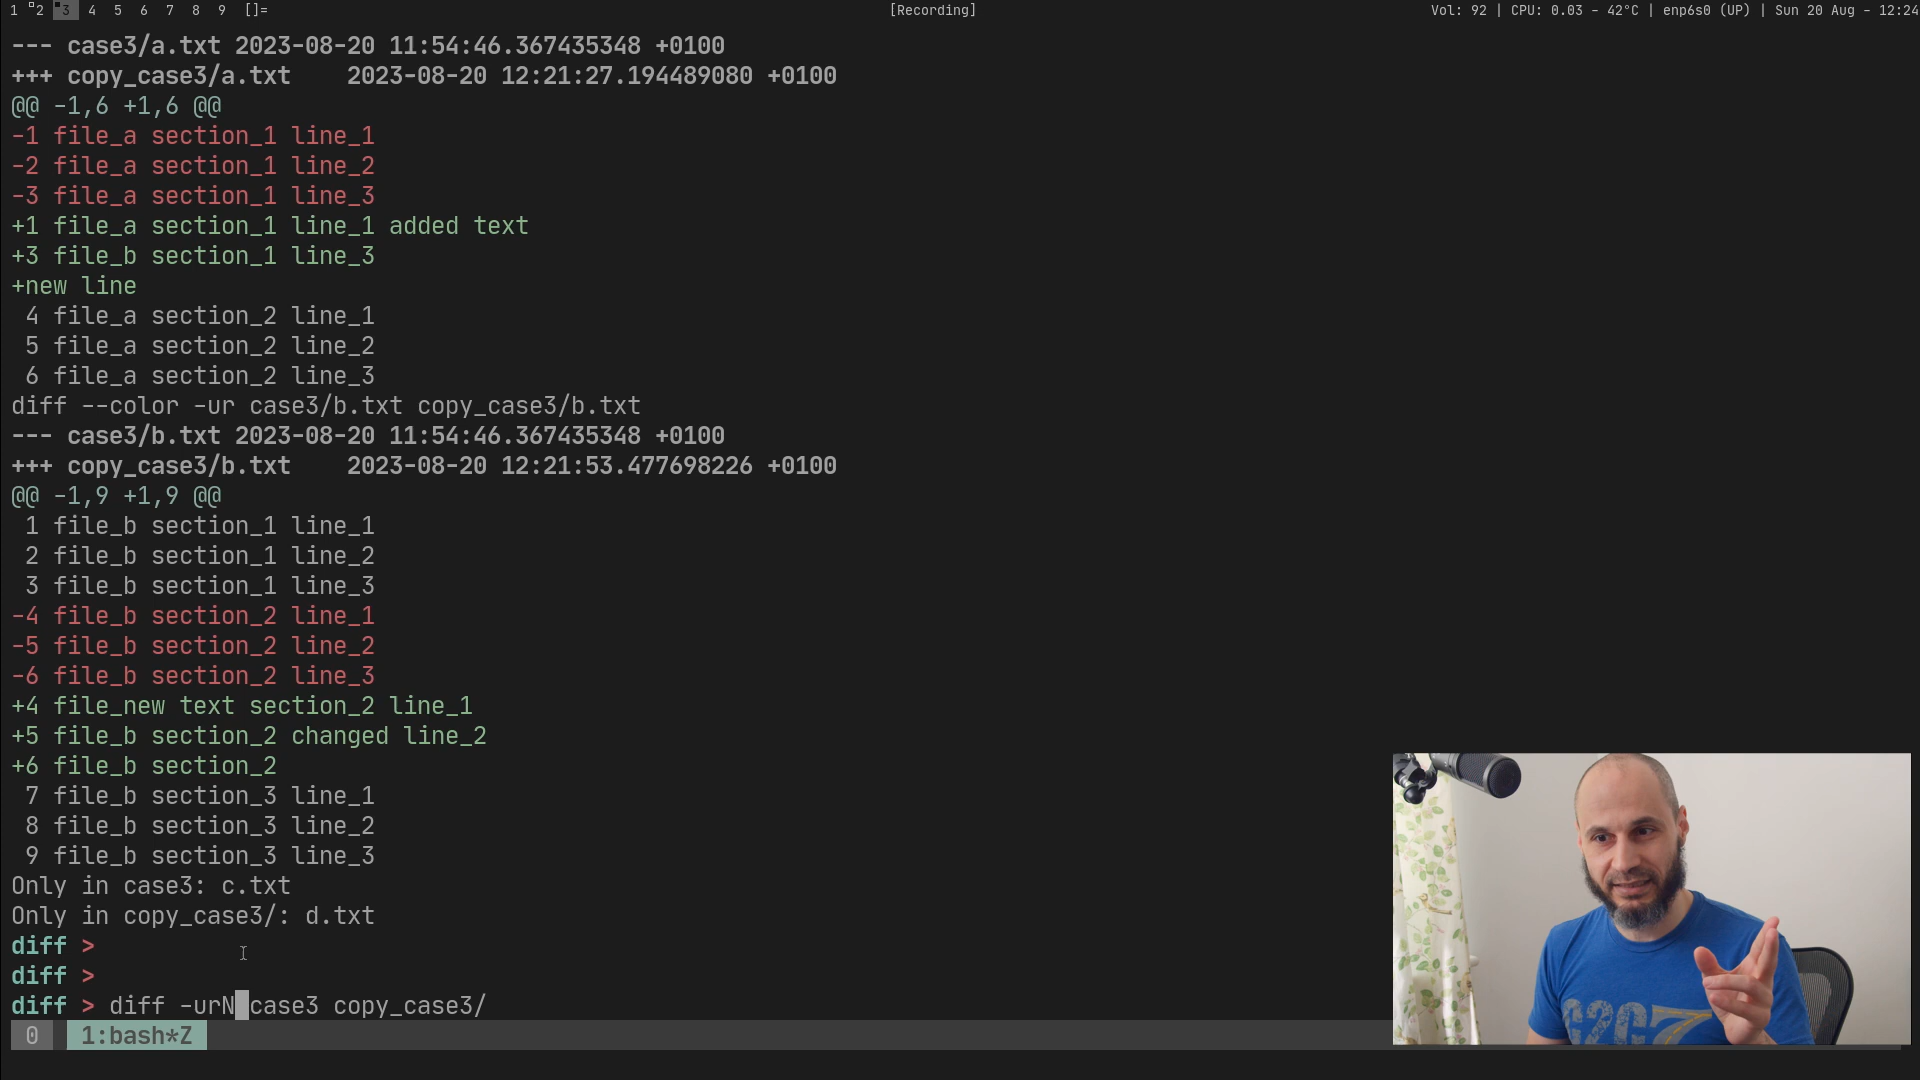 1 2 3 4 5 6 7 8 9 []= [Recording] Vol: 92 | CPU: 0.03 - 42°C | enp6s0 (UP) | Sun 20 Aug - 12:24
--- case3/a.txt 2023-08-20 11:54:46.367435348 +0100
+++ copy_case3/a.txt    2023-08-20 12:21:27.194489080 +0100
@@ -1,6 +1,6 @@
-1 file_a section_1 line_1
-2 file_a section_1 line_2
-3 file_a section_1 line_3
+1 file_a section_1 line_1 added text
+3 file_b section_1 line_3
+new line
 4 file_a section_2 line_1
 5 file_a section_2 line_2
 6 file_a section_2 line_3
diff --color -ur case3/b.txt copy_case3/b.txt
--- case3/b.txt 2023-08-20 11:54:46.367435348 +0100
+++ copy_case3/b.txt    2023-08-20 12:21:53.477698226 +0100
@@ -1,9 +1,9 @@
 1 file_b section_1 line_1
 2 file_b section_1 line_2
 3 file_b section_1 line_3
-4 file_b section_2 line_1
-5 file_b section_2 line_2
-6 file_b section_2 line_3
+4 file_new text section_2 line_1
+5 file_b section_2 changed line_2
+6 file_b section_2
 7 file_b section_3 line_1
 8 file_b section_3 line_2
 9 file_b section_3 line_3
Only in case3: c.txt
Only in copy_case3/: d.txt
diff >
diff >
diff > diff -urN case3 copy_case3/
0 1:bash*Z